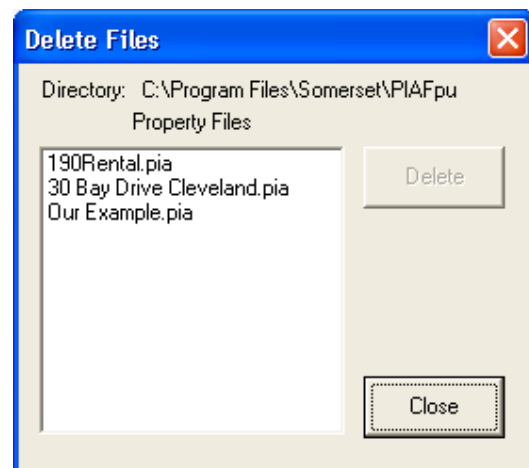 Delete Files
Directory: C:\Program Files\Somerset\PIAFpu
Property Files
190Rental.pia
30 Bay Drive Cleveland.pia
Our Example.pia
Delete
Close